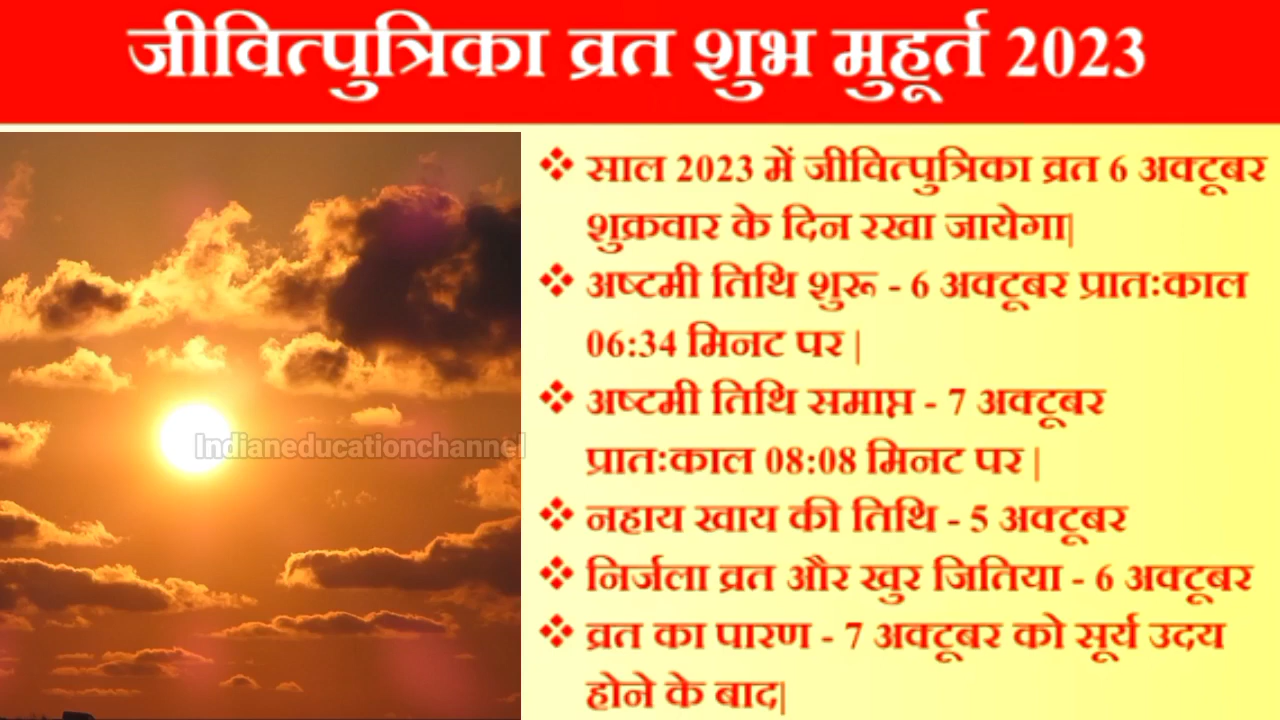 जीवित्पुत्रिका व्रत शुभ मुहूर्त 2023
❖ साल 2023 में जीवित्पुत्रिका व्रत 6 अक्टूबर
शुक्रवार के दिन रखा जायेगा|
❖ अष्टमी तिथि शुरू - 6 अक्टूबर प्रातःकाल
06:34 मिनट पर |
❖ अष्टमी तिथि समाप्त - 7 अक्टूबर
प्रातःकाल 08:08 मिनट पर |
❖ नहाय खाय की तिथि - 5 अक्टूबर
❖ निर्जला व्रत और खुर जितिया - 6 अक्टूबर
❖ व्रत का पारण - 7 अक्टूबर को सूर्य उदय
होने के बाद|
Indianeducationchannel